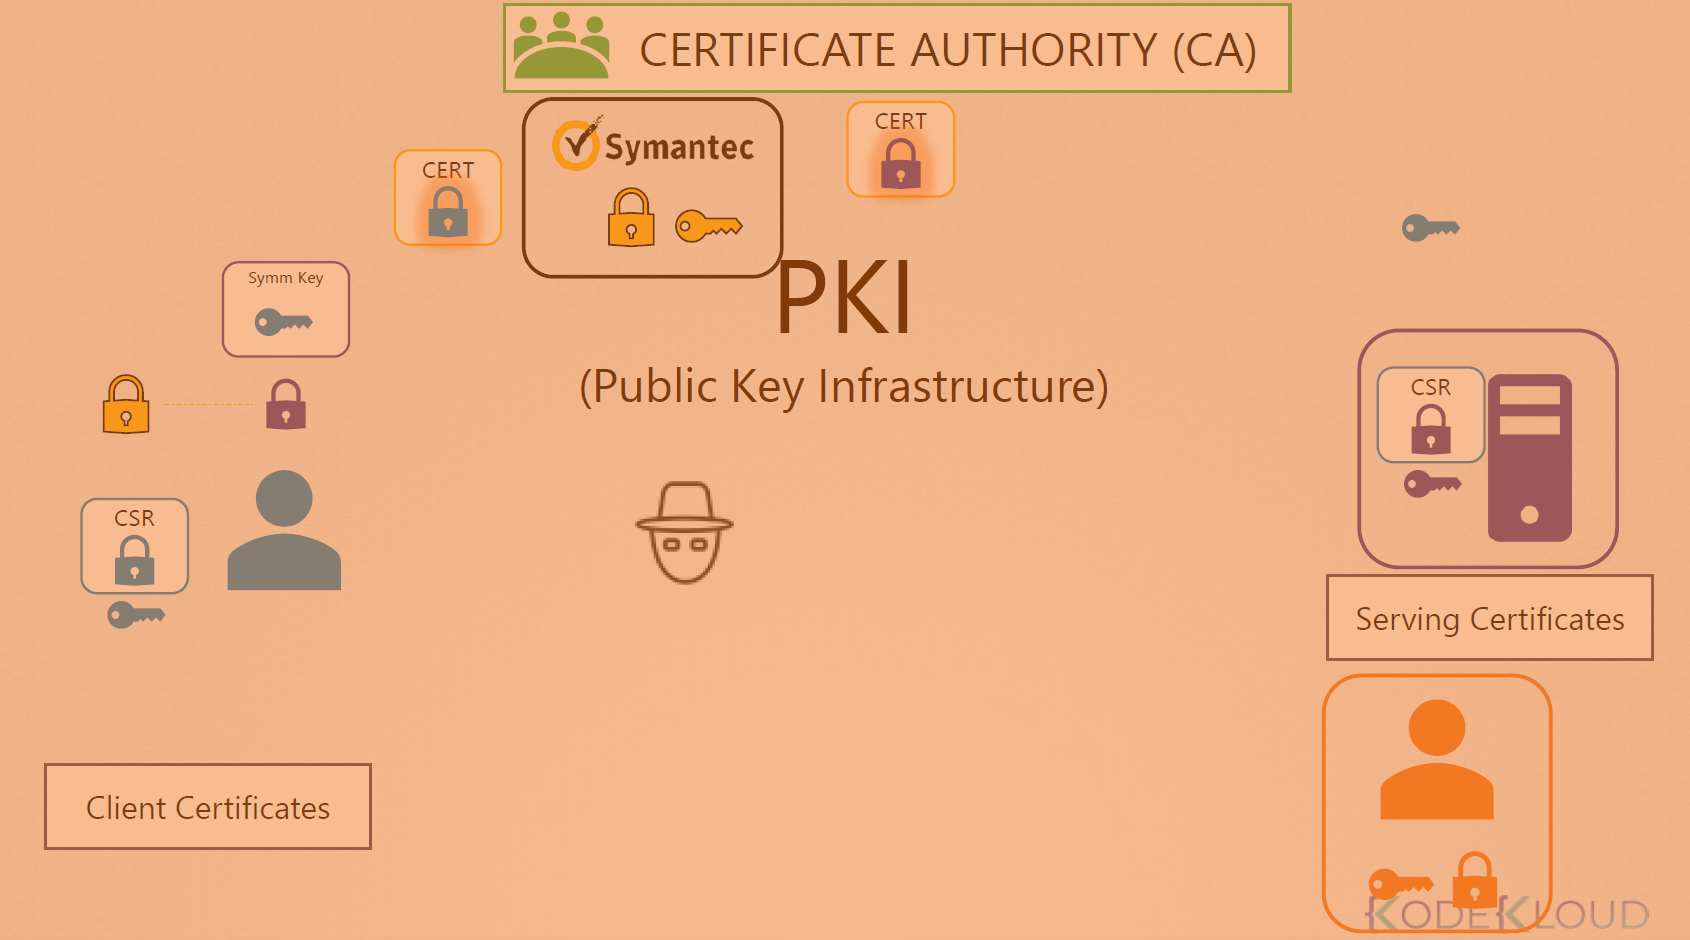 CERTIFICATE AUTHORITY (CA)
Symantec
CERT
CERT
Symm Key
PKI
(Public Key Infrastructure)
CSR
CSR
Serving Certificates
Client Certificates
KODEKLOUD